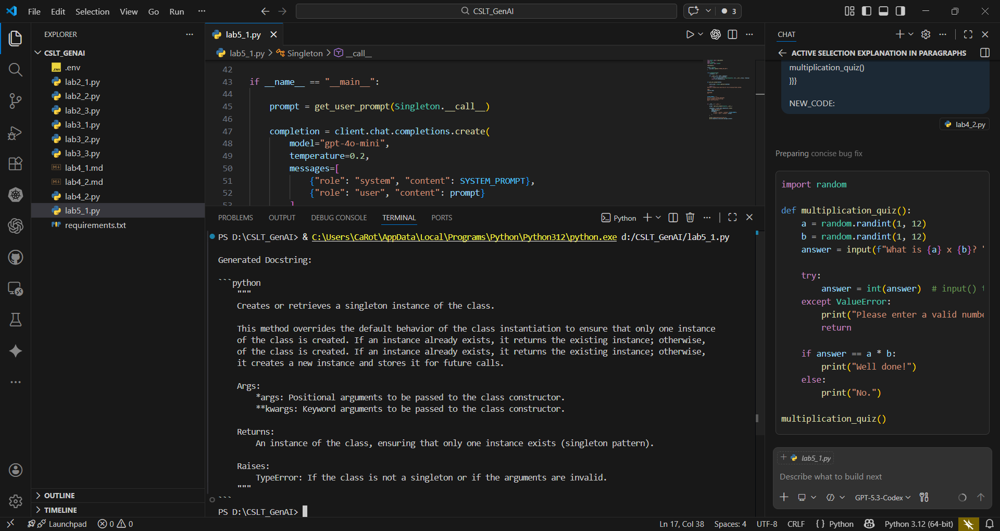 File Edit Selection View Go Run ···
CSLT_GenAI
3
EXPLORER
CSLT_GENAI
.env
lab2_1.py
lab2_2.py
lab2_3.py
lab3_1.py
lab3_2.py
lab3_3.py
lab4_1.md
lab4_2.md
lab4_2.py
lab5_1.py
requirements.txt
OUTLINE
TIMELINE
lab5_1.py
lab5_1.py > Singleton > __call__
42
43 if __name__ == "__main__":
44
45 prompt = get_user_prompt(Singleton.__call__)
46
47 completion = client.chat.completions.create(
48 model="gpt-4o-mini",
49 temperature=0.2,
50 messages=[
51 {"role": "system", "content": SYSTEM_PROMPT},
52 {"role": "user", "content": prompt}
53 ]
PROBLEMS OUTPUT DEBUG CONSOLE TERMINAL PORTS
Python
PS D:\CSLT_GenAI> & C:\Users\CaRot\AppData\Local\Programs\Python\Python312\python.exe d:/CSLT_GenAI/lab5_1.py
Generated Docstring:
```python
"""
Creates or retrieves a singleton instance of the class.
This method overrides the default behavior of the class instantiation to ensure that only one instance
of the class is created. If an instance already exists, it returns the existing instance; otherwise,
of the class is created. If an instance already exists, it returns the existing instance; otherwise,
it creates a new instance and stores it for future calls.
Args:
*args: Positional arguments to be passed to the class constructor.
**kwargs: Keyword arguments to be passed to the class constructor.
Returns:
An instance of the class, ensuring that only one instance exists (singleton pattern).
Raises:
TypeError: If the class is not a singleton or if the arguments are invalid.
"""
```
PS D:\CSLT_GenAI>
CHAT
ACTIVE SELECTION EXPLANATION IN PARAGRAPHS
multiplication_quiz()
}}}
NEW_CODE:
lab4_2.py
Preparing concise bug fix
import random
def multiplication_quiz():
a = random.randint(1, 12)
b = random.randint(1, 12)
answer = input(f"What is {a} x {b}? "
try:
answer = int(answer) # input()
except ValueError:
print("Please enter a valid numbe
return
if answer == a * b:
print("Well done!")
else:
print("No.")
multiplication_quiz()
lab5_1.py
Describe what to build next
GPT-5.3-Codex
Launchpad 0 0
Ln 17, Col 38 Spaces: 4 UTF-8 CRLF { } Python Python 3.12 (64-bit)